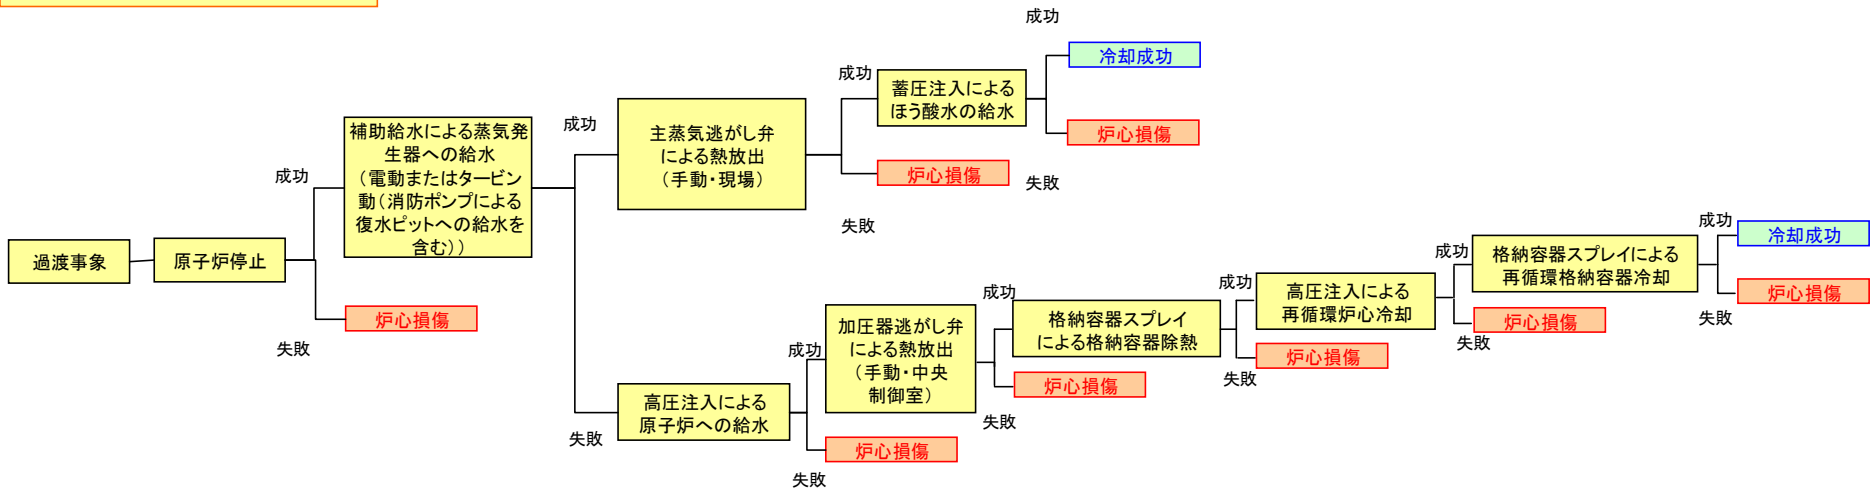 過渡事象
原子炉停止
成功
失敗
補助給水による蒸気発
生器への給水
（電動またはタービン
動（消防ポンプによる
復水ピットへの給水を
含む））
炉心損傷
成功
失敗
主蒸気逃がし弁
による熱放出
（手動・現場）
成功
失敗
蓄圧注入による
ほう酸水の給水
炉心損傷
成功
失敗
冷却成功
炉心損傷
高圧注入による
原子炉への給水
成功
失敗
加圧器逃がし弁
による熱放出
（手動・中央
制御室）
炉心損傷
成功
失敗
格納容器スプレイ
による格納容器除熱
炉心損傷
成功
失敗
高圧注入による
再循環炉心冷却
炉心損傷
成功
失敗
格納容器スプレイによる
再循環格納容器冷却
炉心損傷
成功
失敗
冷却成功
炉心損傷